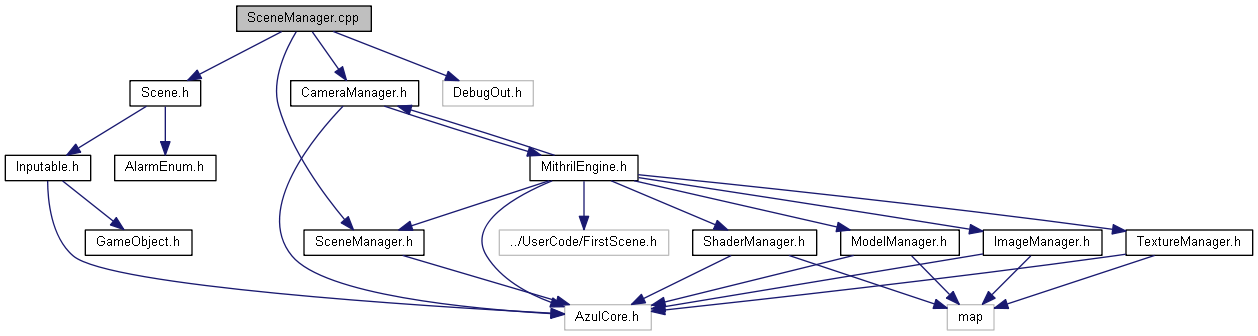 SceneManager.cpp
Scene.h
CameraManager.h
DebugOut.h
Inputable.h
AlarmEnum.h
MithrilEngine.h
GameObject.h
SceneManager.h
../UserCode/FirstScene.h
ShaderManager.h
ModelManager.h
ImageManager.h
TextureManager.h
AzulCore.h
map